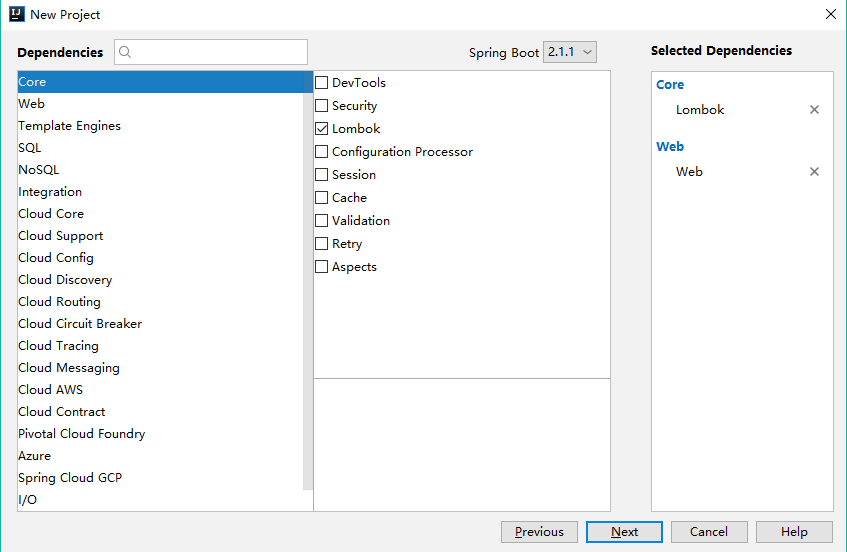 IJ New Project
Dependencies
Spring Boot 2.1.1
Selected Dependencies
Core
Web
Template Engines
SQL
NoSQL
Integration
Cloud Core
Cloud Support
Cloud Config
Cloud Discovery
Cloud Routing
Cloud Circuit Breaker
Cloud Tracing
Cloud Messaging
Cloud AWS
Cloud Contract
Pivotal Cloud Foundry
Azure
Spring Cloud GCP
I/O
DevTools
Security
Lombok
Configuration Processor
Session
Cache
Validation
Retry
Aspects
Core
Lombok
Web
Web
Previous
Next
Cancel
Help